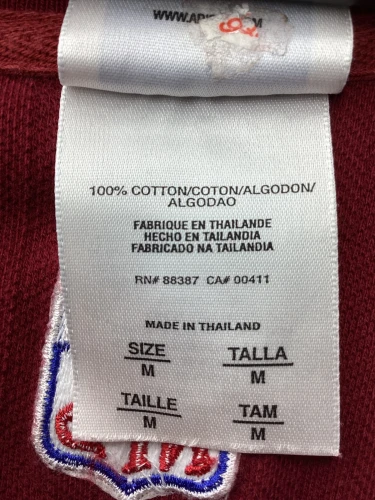 100% COTTON/COTON/ALGODON/
ALGODAO
FABRIQUE EN THAILANDE
HECHO EN TAILANDIA
FABRICADO NA TAILANDIA
RN# 88387 CA# 00411
MADE IN THAILAND
SIZE TALLA
M M
TAILLE TAM
M M